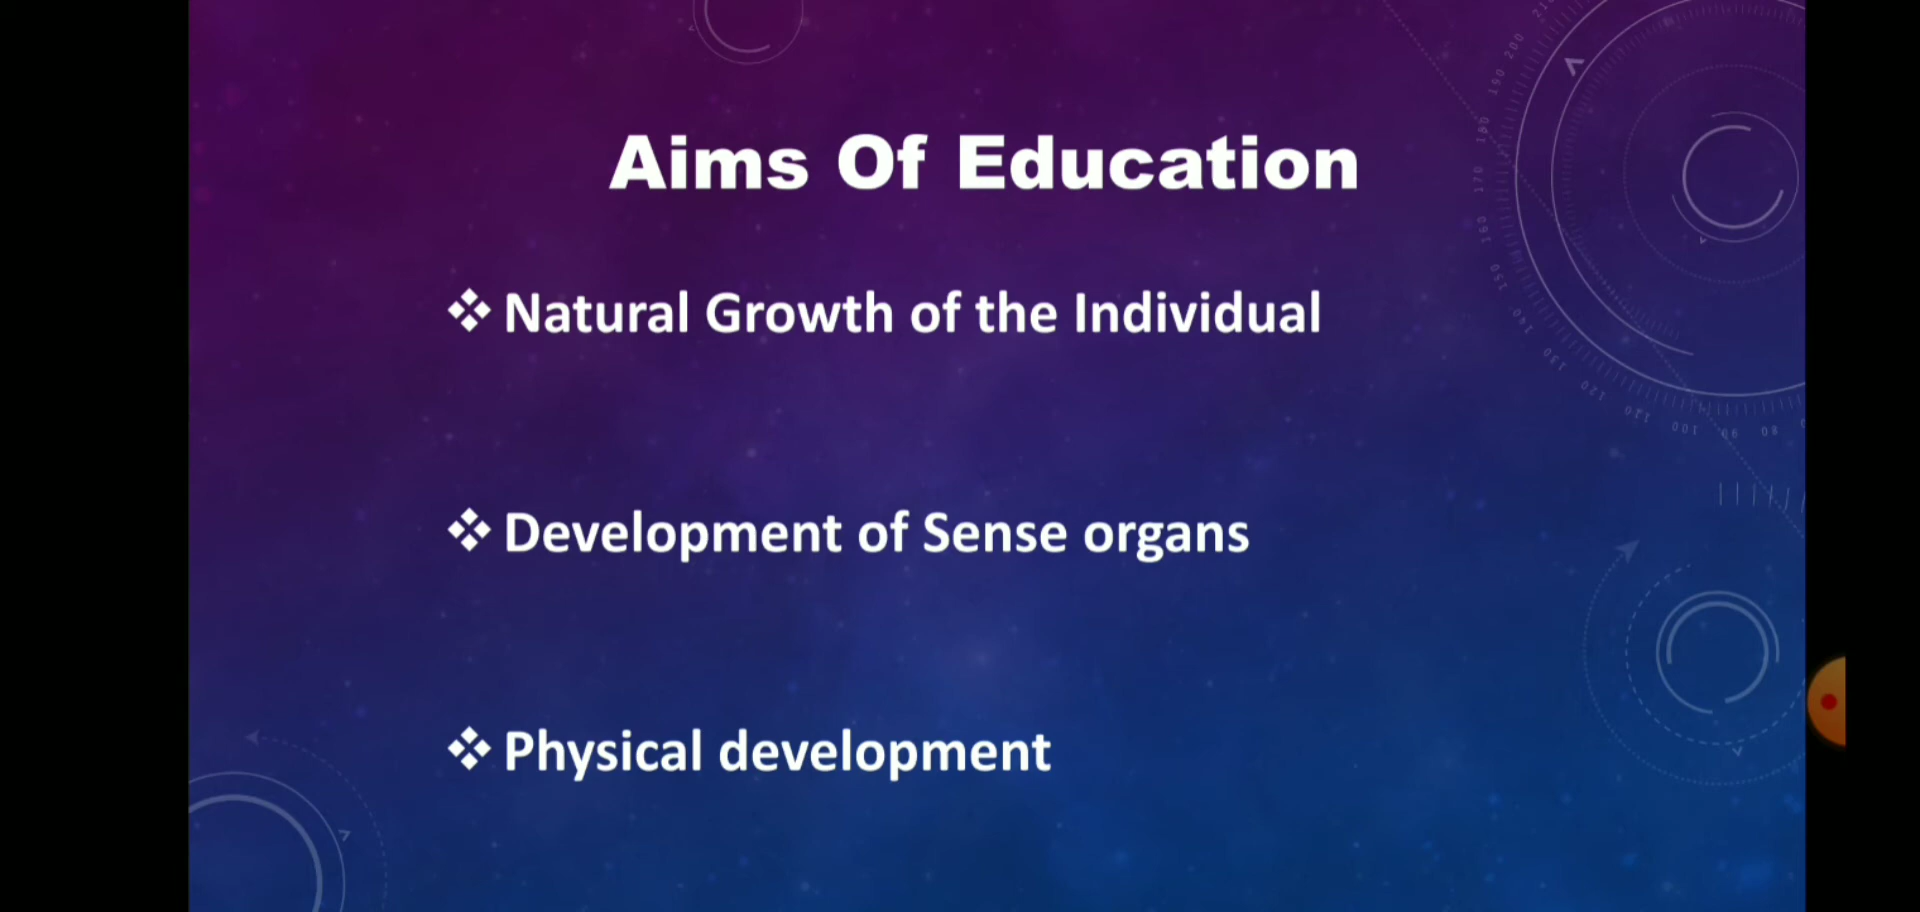 Aims Of Education
❖ Natural Growth of the Individual
❖ Development of Sense organs
❖ Physical development